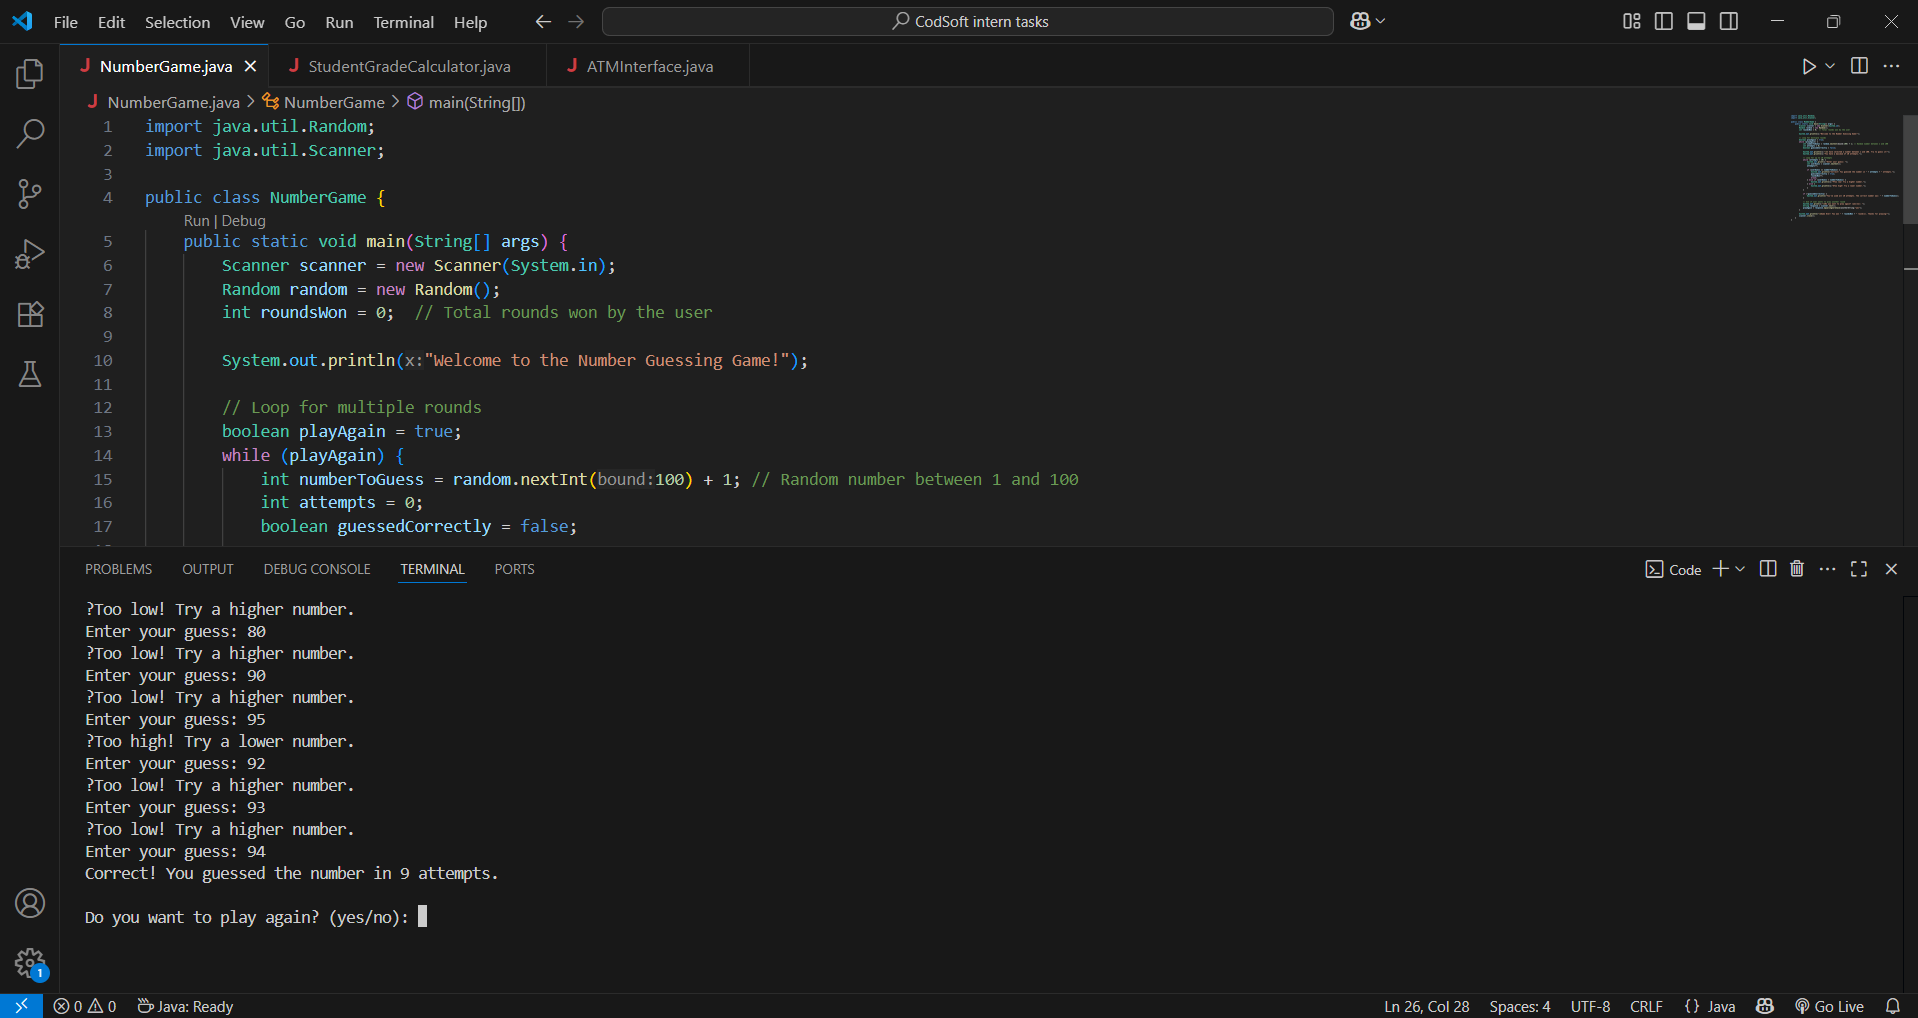 File Edit Selection View Go Run Terminal Help
CodSoft intern tasks
NumberGame.java StudentGradeCalculator.java ATMInterface.java
NumberGame.java > NumberGame > main(String[])
1 import java.util.Random;
2 import java.util.Scanner;
3
4 public class NumberGame {
Run | Debug
5 public static void main(String[] args) {
6 Scanner scanner = new Scanner(System.in);
7 Random random = new Random();
8 int roundsWon = 0; // Total rounds won by the user
9
10 System.out.println(x:"Welcome to the Number Guessing Game!");
11
12 // Loop for multiple rounds
13 boolean playAgain = true;
14 while (playAgain) {
15 int numberToGuess = random.nextInt(bound:100) + 1; // Random number between 1 and 100
16 int attempts = 0;
17 boolean guessedCorrectly = false;
PROBLEMS OUTPUT DEBUG CONSOLE TERMINAL PORTS
Code
?Too low! Try a higher number.
Enter your guess: 80
?Too low! Try a higher number.
Enter your guess: 90
?Too low! Try a higher number.
Enter your guess: 95
?Too high! Try a lower number.
Enter your guess: 92
?Too low! Try a higher number.
Enter your guess: 93
?Too low! Try a higher number.
Enter your guess: 94
Correct! You guessed the number in 9 attempts.
Do you want to play again? (yes/no):
1
0 0 Java: Ready Ln 26, Col 28 Spaces: 4 UTF-8 CRLF {} Java Go Live